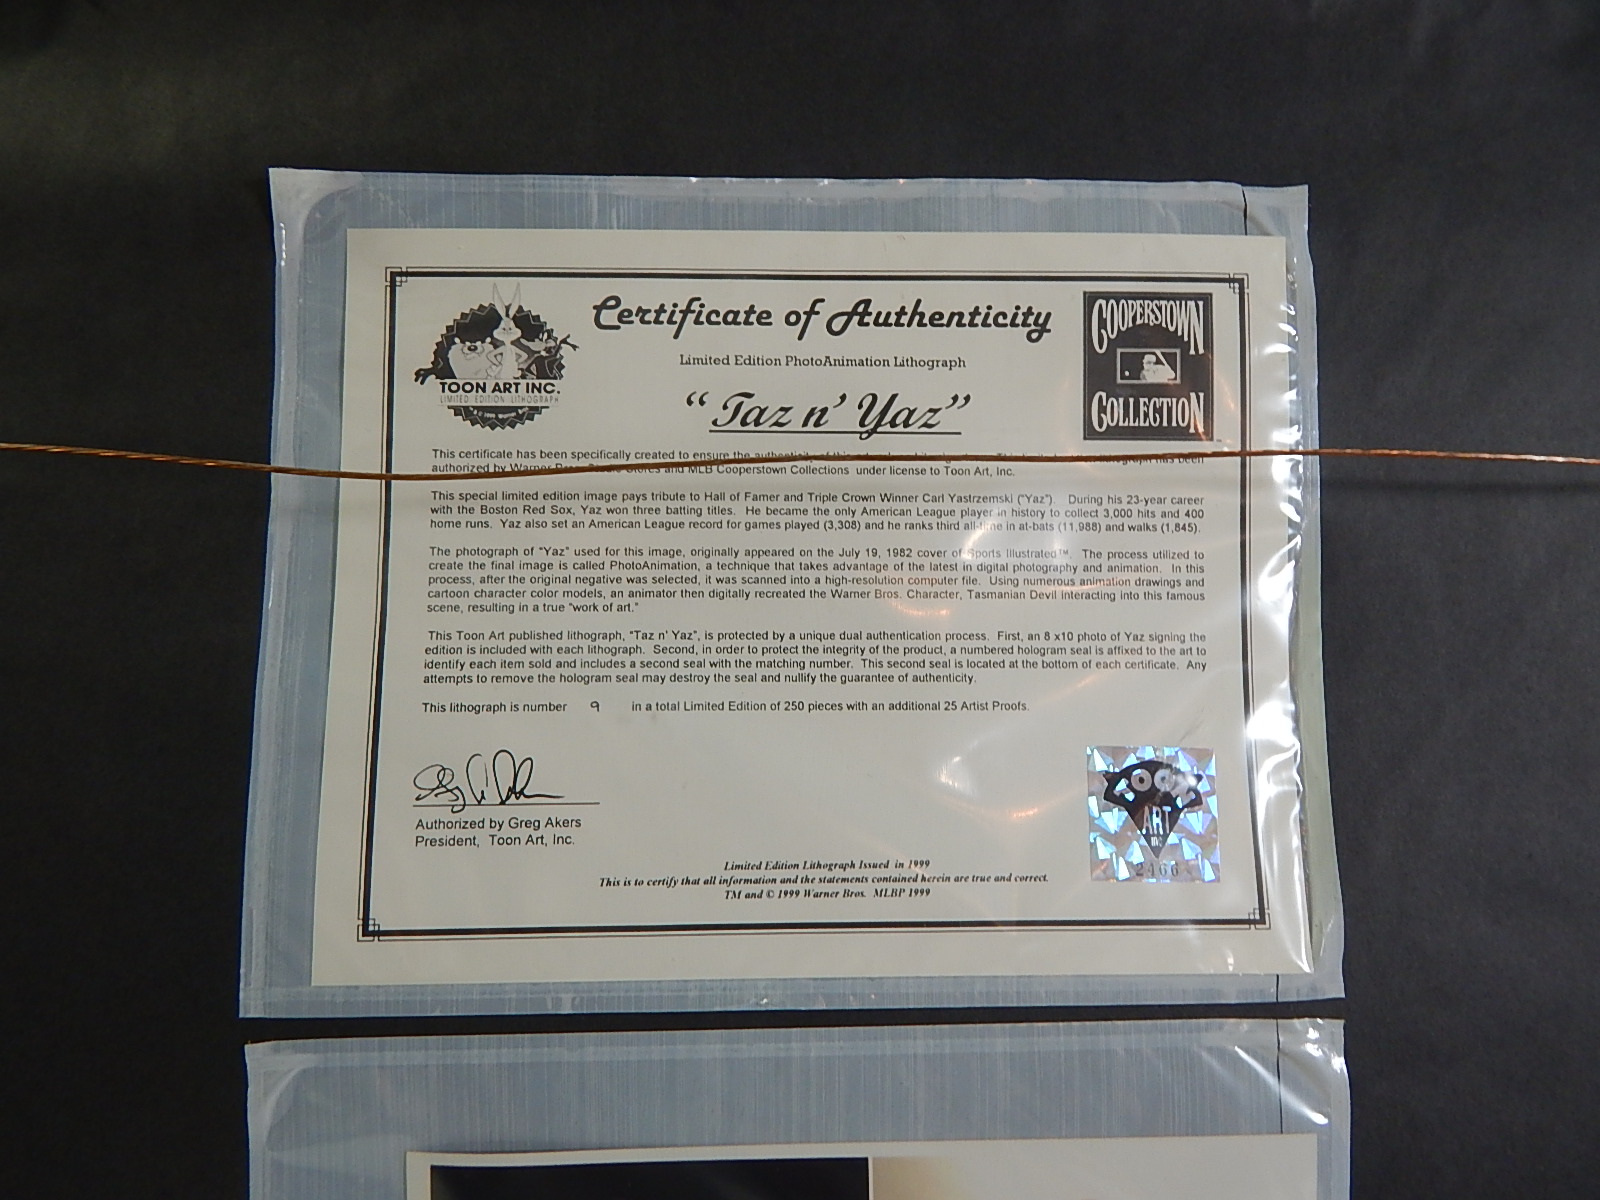 Certificate of Authenticity
TOON ART INC.
LIMITED EDITION LITHOGRAPH
Limited Edition PhotoAnimation Lithograph
"Taz n' Yaz"
COOPERSTOWN
COLLECTION
This certificate has been specifically created to ensure the authenticity of this been
authorized by Warner Bros. Studio Stores and MLB Cooperstown Collections under license to Toon Art, Inc.
This special limited edition image pays tribute to Hall of Famer and Triple Crown Winner Carl Yastrzemski ("Yaz"). During his 23-year career
with the Boston Red Sox, Yaz won three batting titles. He became the only American League player in history to collect 3,000 hits and 400
home runs. Yaz also set an American League record for games played (3,308) and he ranks third all-time in at-bats (11,988) and walks (1,845).
The photograph of "Yaz" used for this image, originally appeared on the July 19, 1982 cover of Sports Illustrated™. The process utilized to
create the final image is called PhotoAnimation, a technique that takes advantage of the latest in digital photography and animation. In this
process, after the original negative was selected, it was scanned into a high-resolution computer file. Using numerous animation drawings and
cartoon character color models, an animator then digitally recreated the Warner Bros. Character, Tasmanian Devil interacting into this famous
scene, resulting in a true "work of art."
This Toon Art published lithograph, "Taz n' Yaz", is protected by a unique dual authentication process. First, an 8 x10 photo of Yaz signing the
edition is included with each lithograph. Second, in order to protect the integrity of the product, a numbered hologram seal is affixed to the art to
identify each item sold and includes a second seal with the matching number. This second seal is located at the bottom of each certificate. Any
attempts to remove the hologram seal may destroy the seal and nullify the guarantee of authenticity.
This lithograph is number 9 in a total Limited Edition of 250 pieces with an additional 25 Artist Proofs.
Authorized by Greg Akers
President, Toon Art, Inc.
ART
inc
2466
Limited Edition Lithograph Issued in 1999
This is to certify that all information and the statements contained herein are true and correct.
TM and © 1999 Warner Bros. MLBP 1999